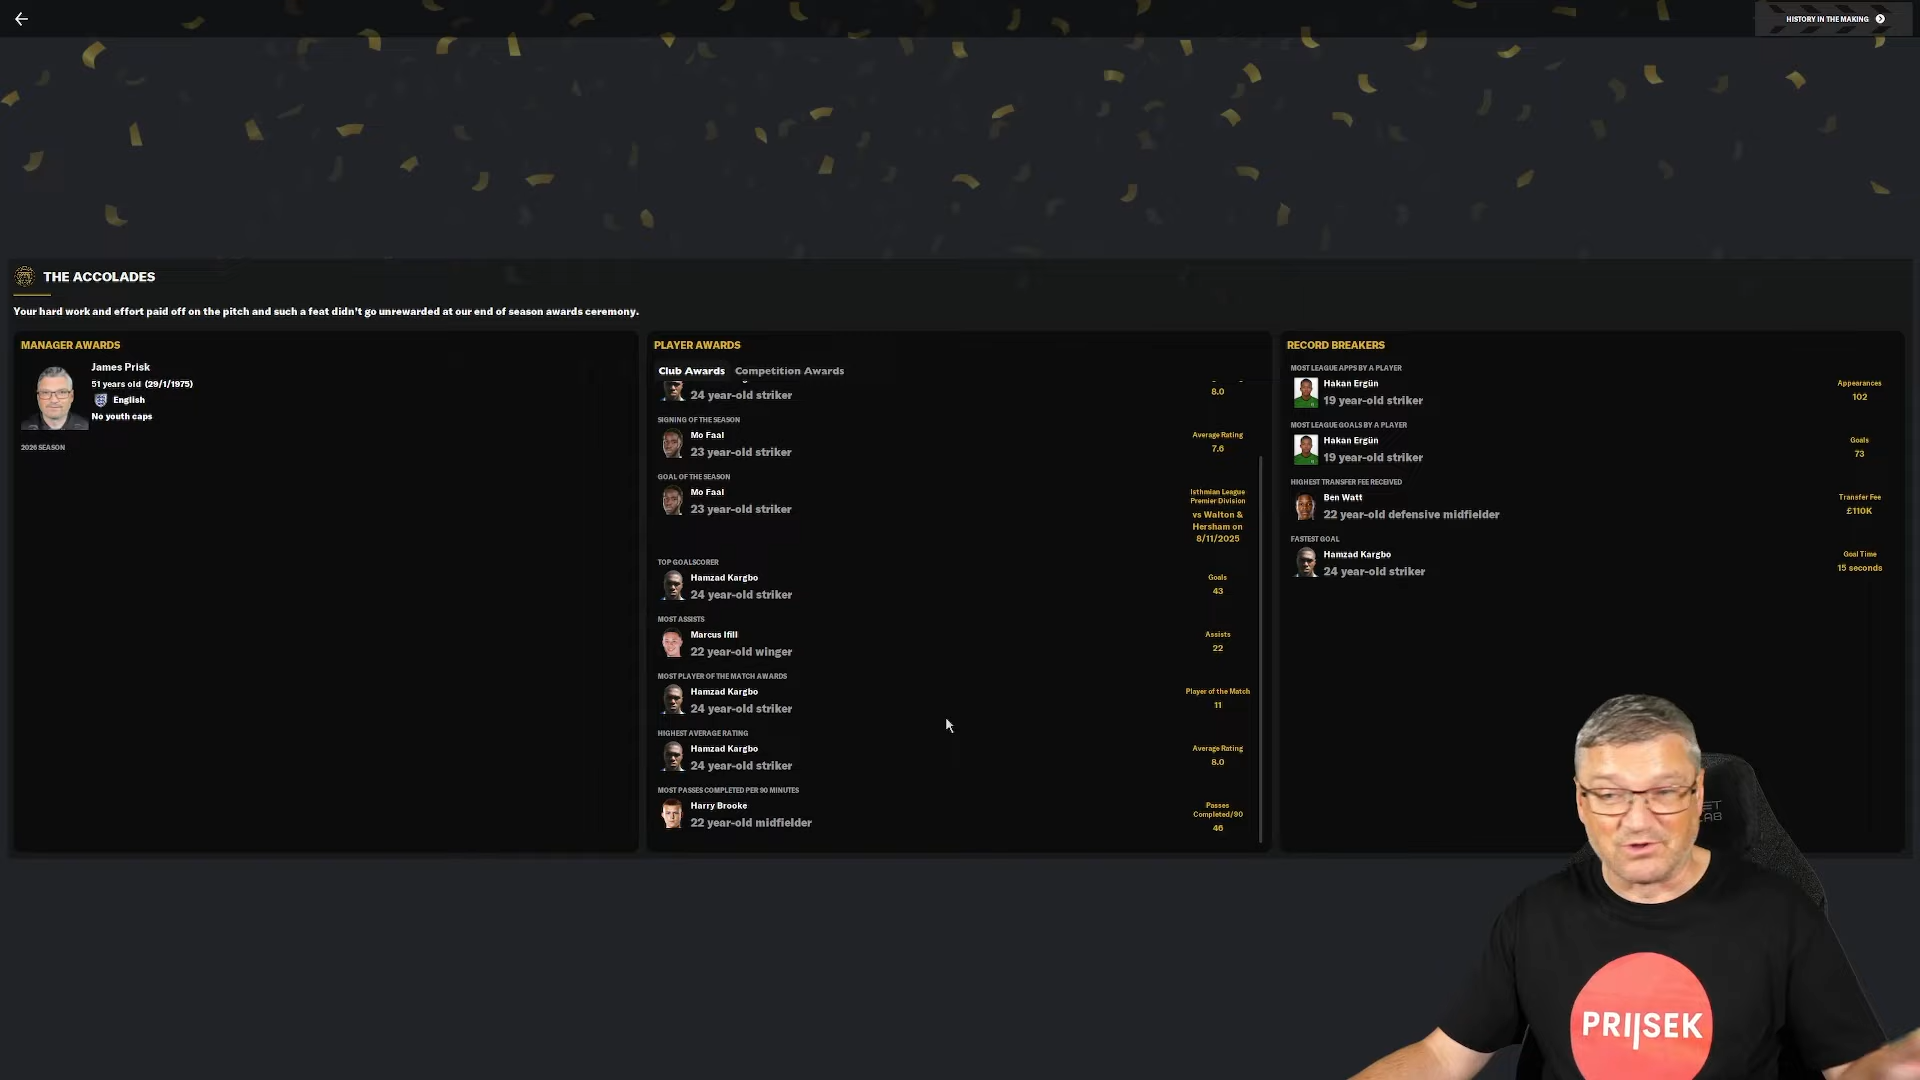 HISTORY IN THE MAKING
THE ACCOLADES
Your hard work and effort paid off on the pitch and such a feat didn't go unrewarded at our end of season awards ceremony.
MANAGER AWARDS
James Prisk
51 years old (29/1/1975)
English
No youth caps
2026 SEASON
PLAYER AWARDS
Club Awards Competition Awards
24 year-old striker
8.0
SIGNING OF THE SEASON
Mo Faal
23 year-old striker
Average Rating
7.6
GOAL OF THE SEASON
Mo Faal
23 year-old striker
Isthmian League
Premier Division
vs Walton &
Hersham on
8/11/2025
TOP GOALSCORER
Hamzad Kargbo
24 year-old striker
Goals
43
MOST ASSISTS
Marcus Ifill
22 year-old winger
Assists
22
MOST PLAYER OF THE MATCH AWARDS
Hamzad Kargbo
24 year-old striker
Player of the Match
11
HIGHEST AVERAGE RATING
Hamzad Kargbo
24 year-old striker
Average Rating
8.0
MOST PASSES COMPLETED PER 90 MINUTES
Harry Brooke
22 year-old midfielder
Passes
Completed/90
46
RECORD BREAKERS
MOST LEAGUE APPS BY A PLAYER
Hakan Ergün
19 year-old striker
Appearances
102
MOST LEAGUE GOALS BY A PLAYER
Hakan Ergün
19 year-old striker
Goals
73
HIGHEST TRANSFER FEE RECEIVED
Ben Watt
22 year-old defensive midfielder
Transfer Fee
£110K
FASTEST GOAL
Hamzad Kargbo
24 year-old striker
Goal Time
15 seconds
PRIJSEK